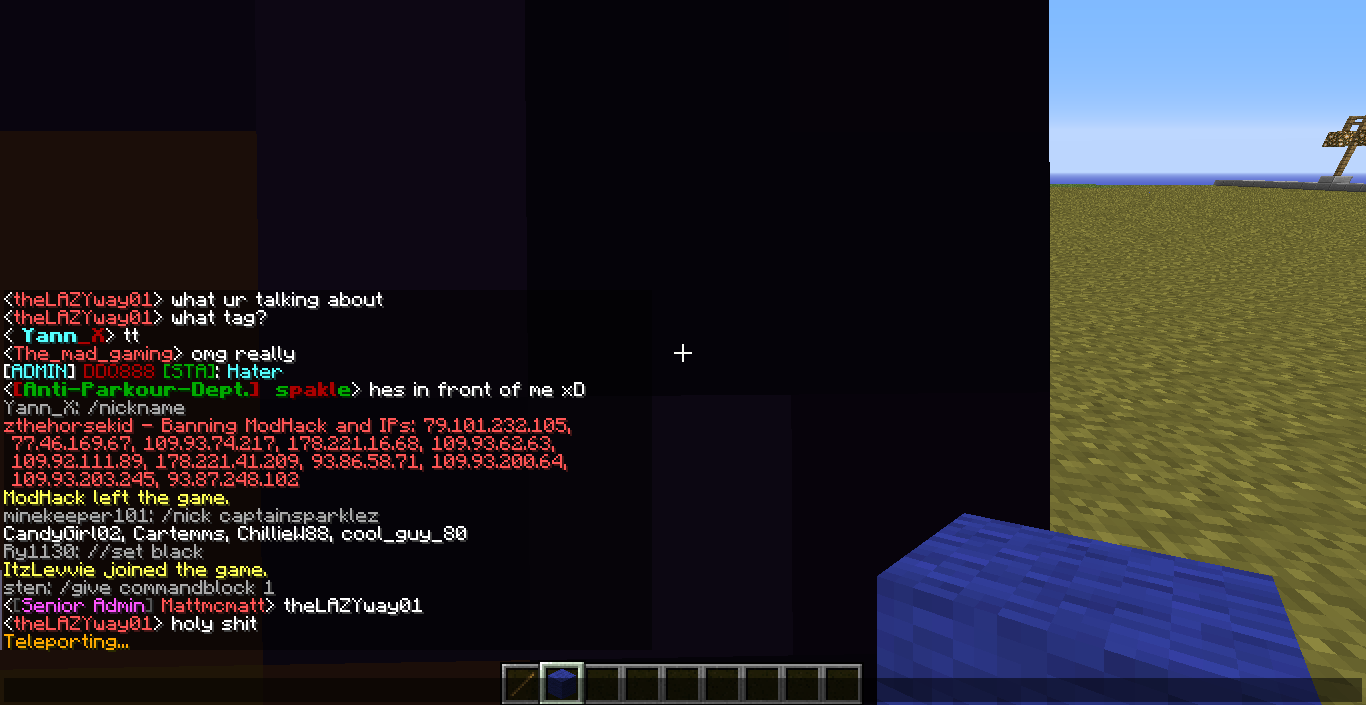 <theLAZYway01> what ur talking about
<theLAZYway01> what tag?
< Yann_X> tt
<The_mad_gaming> omg really
[ADMIN] DDQ888 [STA]: Hater
<[Anti-Parkour-Dept.] spakle> hes in front of me xD
Yann_X: /nickname
zthehorsekid - Banning ModHack and IPs: 79.101.232.105,
77.46.169.67, 109.93.74.217, 178.221.16.68, 109.93.62.63,
109.92.111.89, 178.221.41.209, 93.86.58.71, 109.93.200.64,
109.93.203.245, 93.87.248.102
ModHack left the game.
minekeeper101: /nick captainsparklez
CandyGirl02, Cartemms, ChillieW88, cool_guy_80
Ry1130: //set black
ItzLevvie joined the game.
sten: /give commandblock 1
<[Senior Admin] Mattmcmatt> theLAZYway01
<theLAZYway01> holy shit
Teleporting...